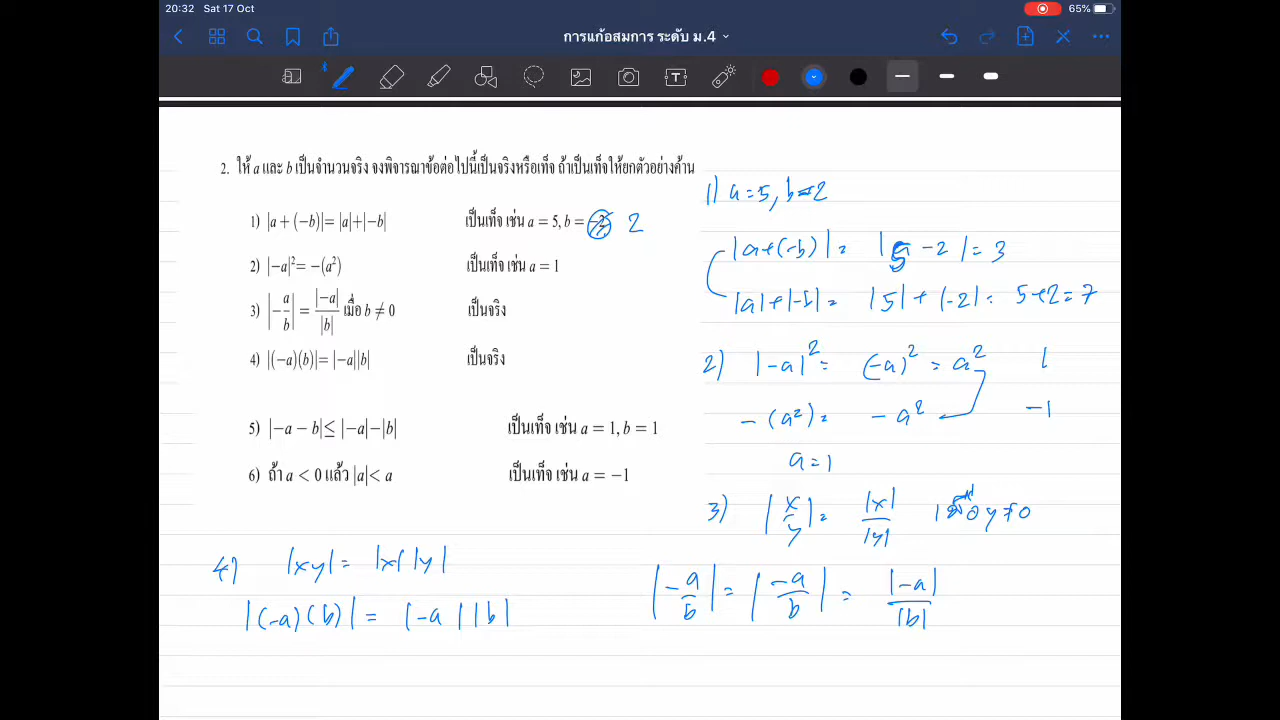 20:32 Sat 17 Oct
65%
การแก้อสมการ ระดับ ม.4
2. ให้ a และ b เป็นจำนวนจริง จงพิจารณาข้อต่อไปนี้เป็นจริงหรือเท็จ ถ้าเป็นเท็จให้ยกตัวอย่างค้าน
1) |a + (−b)| = |a| + |−b| เป็นเท็จ เช่น a = 5, b = 2
2) |−a|² = −(a²) เป็นเท็จ เช่น a = 1
3) |−a/b| = |−a|/|b| เมื่อ b ≠ 0 เป็นจริง
4) |(−a)(b)| = |−a||b| เป็นจริง
5) |−a − b| ≤ |−a| − |b| เป็นเท็จ เช่น a = 1, b = 1
6) ถ้า a < 0 แล้ว |a| < a เป็นเท็จ เช่น a = −1
4) |xy| = |x||y|
|(-a)(b)| = |-a||b|
1) a = 5, b = 2
|a+(-b)| = |5 - 2| = 3
|a|+|-b| = |5| + |-2| = 5+2 = 7
2) |-a|² = (-a)² = a² 1
-(a²) = -a² -1
a = 1
3) |x/y| = |x|/|y| y ≠ 0
|-a/b| = |-a/b| = |-a|/|b|